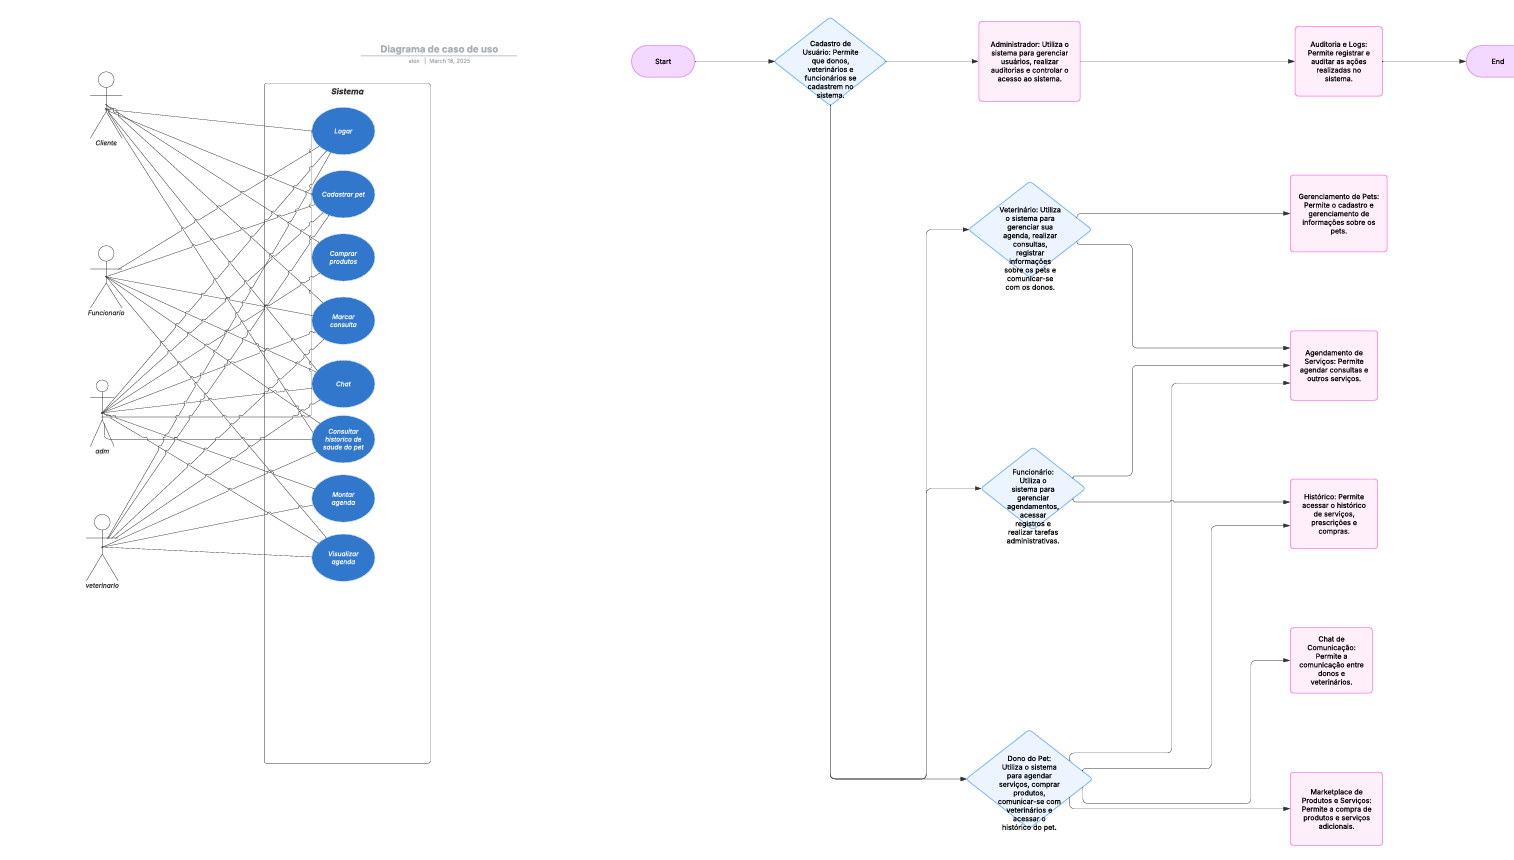 Diagrama de caso de uso
alex | March 18, 2025
Sistema
Cliente
Funcionario
adm
veterinario
Logar
Cadastrar pet
Comprar
produtos
Marcar
consulta
Chat
Consultar
historico de
saude do pet
Montar
agenda
Visualizar
agenda
Start
Cadastro de
Usuário: Permite
que donos,
veterinários e
funcionários se
cadastrem no
sistema.
Administrador: Utiliza o
sistema para gerenciar
usuários, realizar
auditorias e controlar o
acesso ao sistema.
Auditoria e Logs:
Permite registrar e
auditar as ações
realizadas no
sistema.
End
Veterinário: Utiliza
o sistema para
gerenciar sua
agenda, realizar
consultas,
registrar
informações
sobre os pets e
comunicar-se
com os donos.
Gerenciamento de Pets:
Permite o cadastro e
gerenciamento de
informações sobre os
pets.
Agendamento de
Serviços: Permite
agendar consultas e
outros serviços.
Funcionário:
Utiliza o
sistema para
gerenciar
agendamentos,
acessar
registros e
realizar tarefas
administrativas.
Histórico: Permite
acessar o histórico
de serviços,
prescrições e
compras.
Chat de
Comunicação:
Permite a
comunicação entre
donos e
veterinários.
Dono do Pet:
Utiliza o sistema
para agendar
serviços, comprar
produtos,
comunicar-se com
veterinários e
acessar o
histórico do pet.
Marketplace de
Produtos e Serviços:
Permite a compra de
produtos e serviços
adicionais.